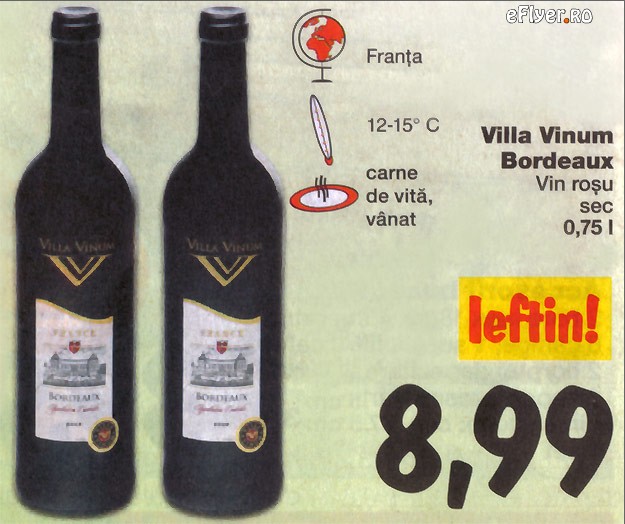 eFlyer.RO
Franța
12-15° C
carne
de vită,
vânat
Villa Vinum
Bordeaux
Vin roșu
sec
0,75 l
leftin!
8,99
VILLA VINUM
FRANCE
BORDEAUX
VILLA VINUM
FRANCE
BORDEAUX